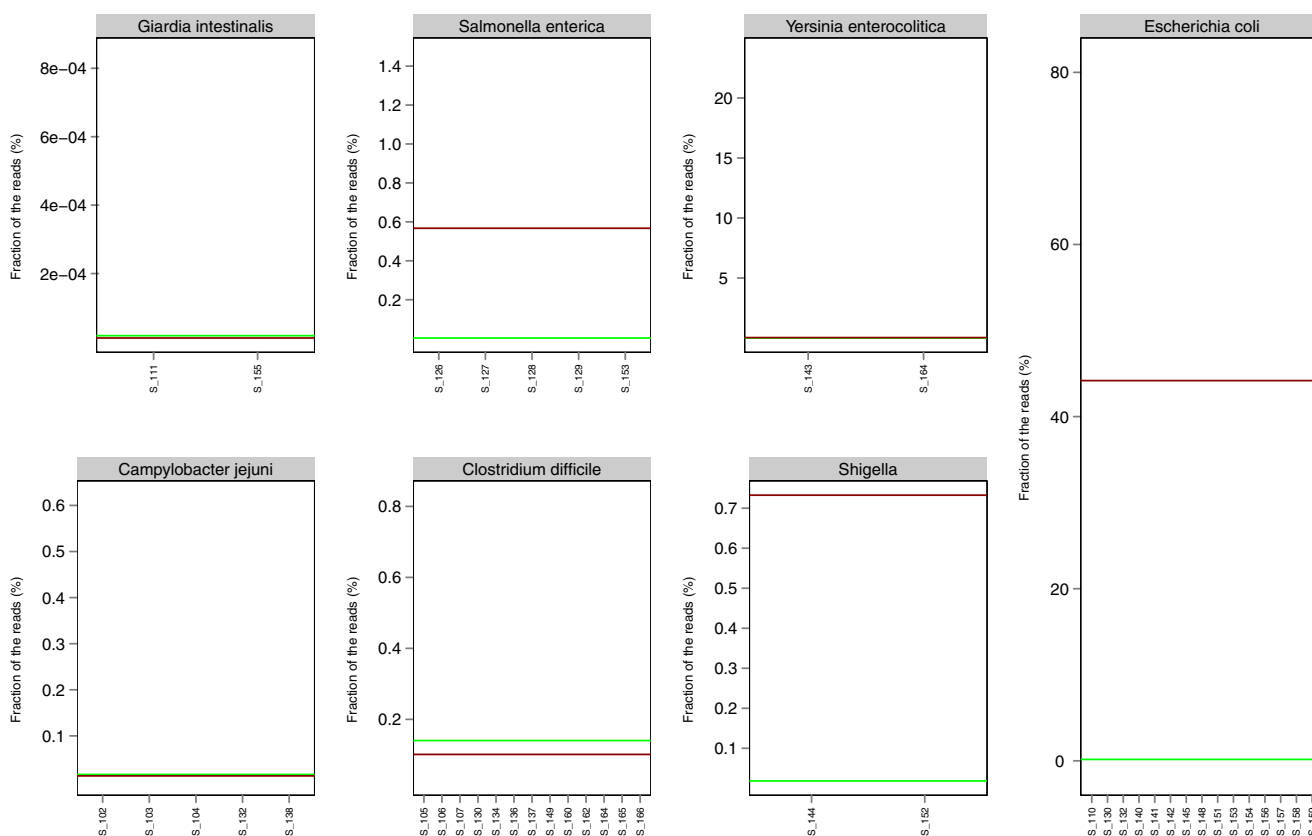 Giardia intestinalis
Fraction of the reads (%)
8e−04
6e−04
4e−04
2e−04
S_111
S_155
Salmonella enterica
Fraction of the reads (%)
1.4
1.2
1.0
0.8
0.6
0.4
0.2
S_126
S_127
S_128
S_129
S_153
Yersinia enterocolitica
Fraction of the reads (%)
20
15
10
5
S_143
S_164
Escherichia coli
Fraction of the reads (%)
80
60
40
20
0
S_110
S_130
S_132
S_140
S_141
S_142
S_145
S_148
S_151
S_153
S_154
S_156
S_157
S_158
Campylobacter jejuni
Fraction of the reads (%)
0.6
0.5
0.4
0.3
0.2
0.1
S_102
S_103
S_104
S_132
S_138
Clostridium difficile
Fraction of the reads (%)
0.8
0.6
0.4
0.2
S_105
S_106
S_107
S_130
S_134
S_136
S_137
S_149
S_160
S_162
S_164
S_165
S_166
Shigella
Fraction of the reads (%)
0.7
0.6
0.5
0.4
0.3
0.2
0.1
S_144
S_152